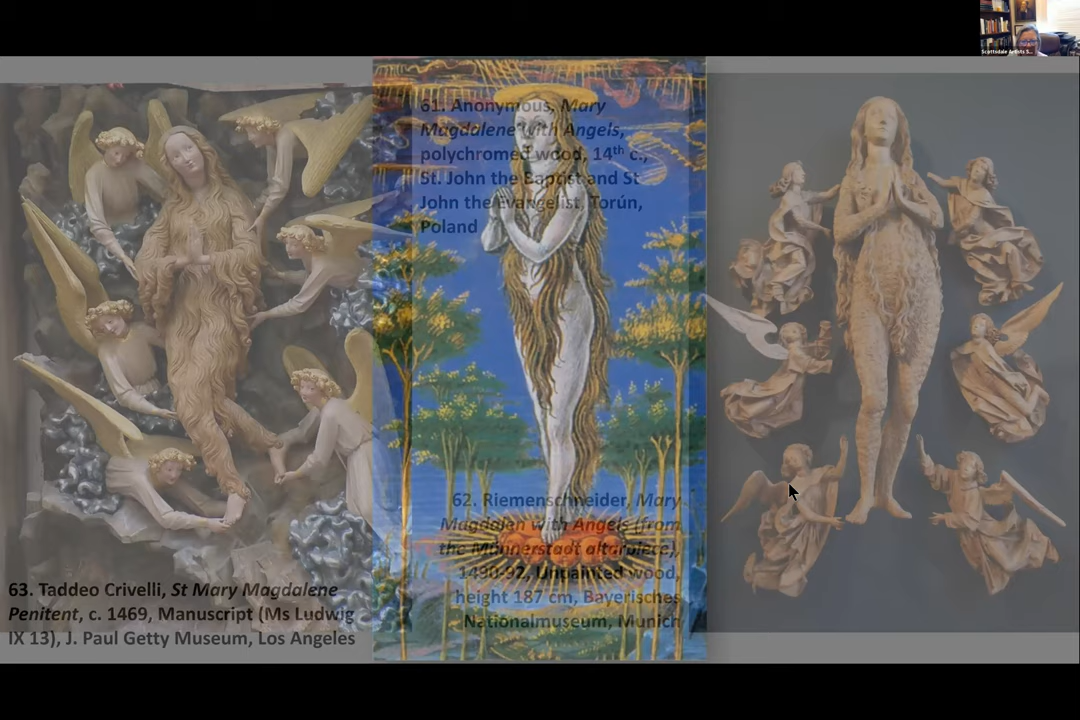 Scottsdale Artists S...
61. Anonymous, Mary
Magdalene with Angels,
polychromed wood, 14th c.,
St. John the Baptist and St
John the Evangelist, Torún,
Poland
62. Riemenschneider, Mary
Magdalen with Angels (from
the Münnerstadt altarpiece),
1490-92, Unpainted wood,
height 187 cm, Bayerisches
Nationalmuseum, Munich
63. Taddeo Crivelli, St Mary Magdalene
Penitent, c. 1469, Manuscript (Ms Ludwig
IX 13), J. Paul Getty Museum, Los Angeles